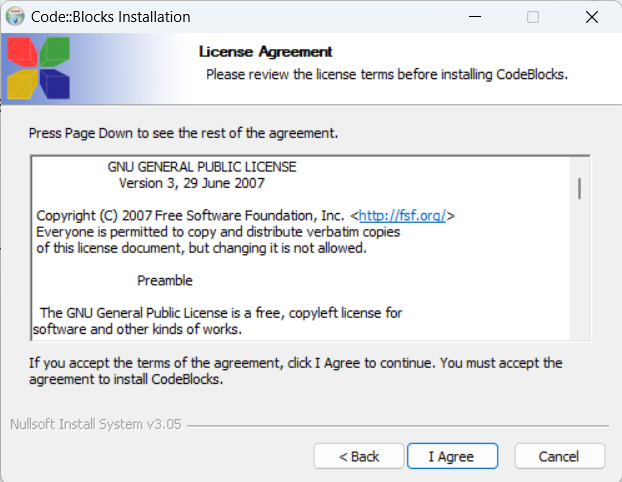 Code::Blocks Installation
License Agreement
Please review the license terms before installing CodeBlocks.
Press Page Down to see the rest of the agreement.
GNU GENERAL PUBLIC LICENSE
Version 3, 29 June 2007
Copyright (C) 2007 Free Software Foundation, Inc. <http://fsf.org/>
Everyone is permitted to copy and distribute verbatim copies
of this license document, but changing it is not allowed.
Preamble
The GNU General Public License is a free, copyleft license for
software and other kinds of works.
If you accept the terms of the agreement, click I Agree to continue. You must accept the
agreement to install CodeBlocks.
Nullsoft Install System v3.05
< Back
I Agree
Cancel